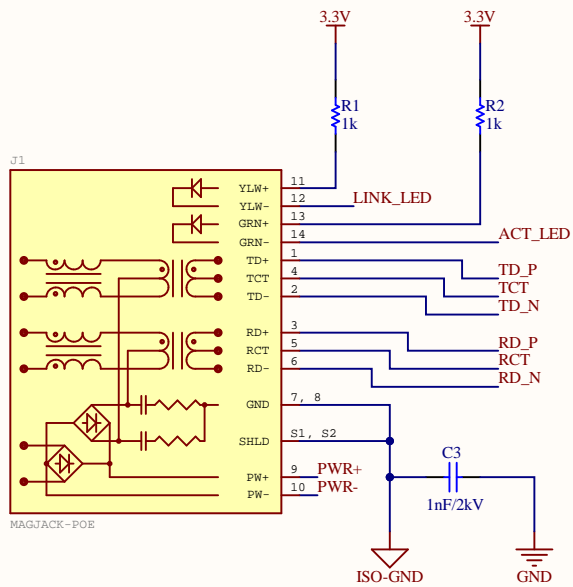 3.3V 3.3V
R1 R2
1k 1k
J1
YLW+ 11
YLW- 12 LINK_LED
GRN+ 13
GRN- 14 ACT_LED
TD+ 1 TD_P
TCT 4 TCT
TD- 2 TD_N
RD+ 3 RD_P
RCT 5 RCT
RD- 6 RD_N
GND 7, 8
SHLD S1, S2
C3
PW+ 9 PWR+
PW- 10 PWR-
1nF/2kV
MAGJACK-POE
ISO-GND GND